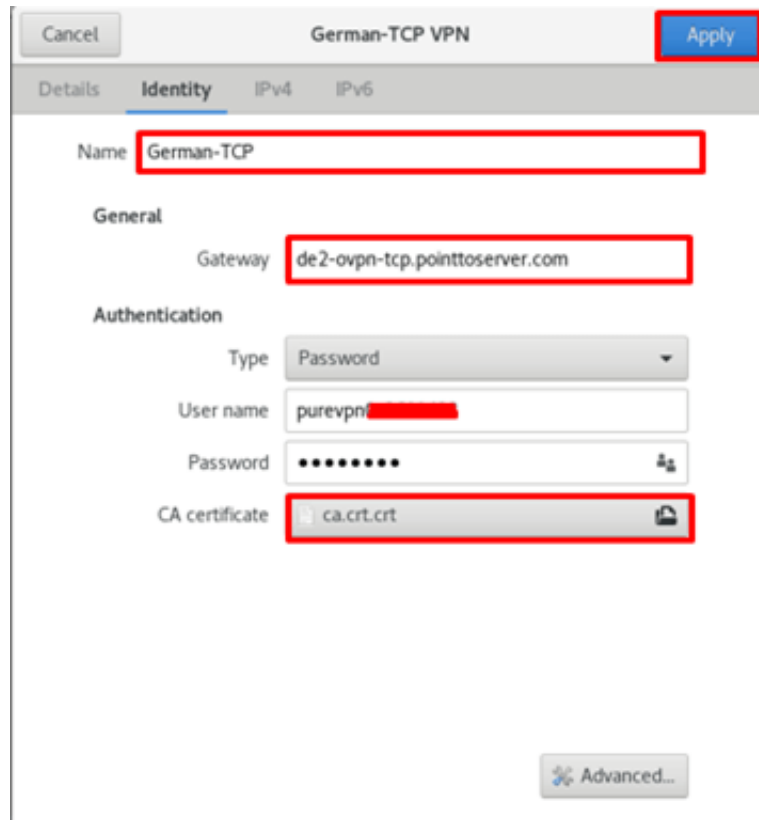 Cancel German-TCP VPN Apply
Details Identity IPv4 IPv6
Name German-TCP
General
Gateway de2-ovpn-tcp.pointtoserver.com
Authentication
Type Password
User name purevpn
Password ••••••••
CA certificate ca.crt.crt
Advanced...